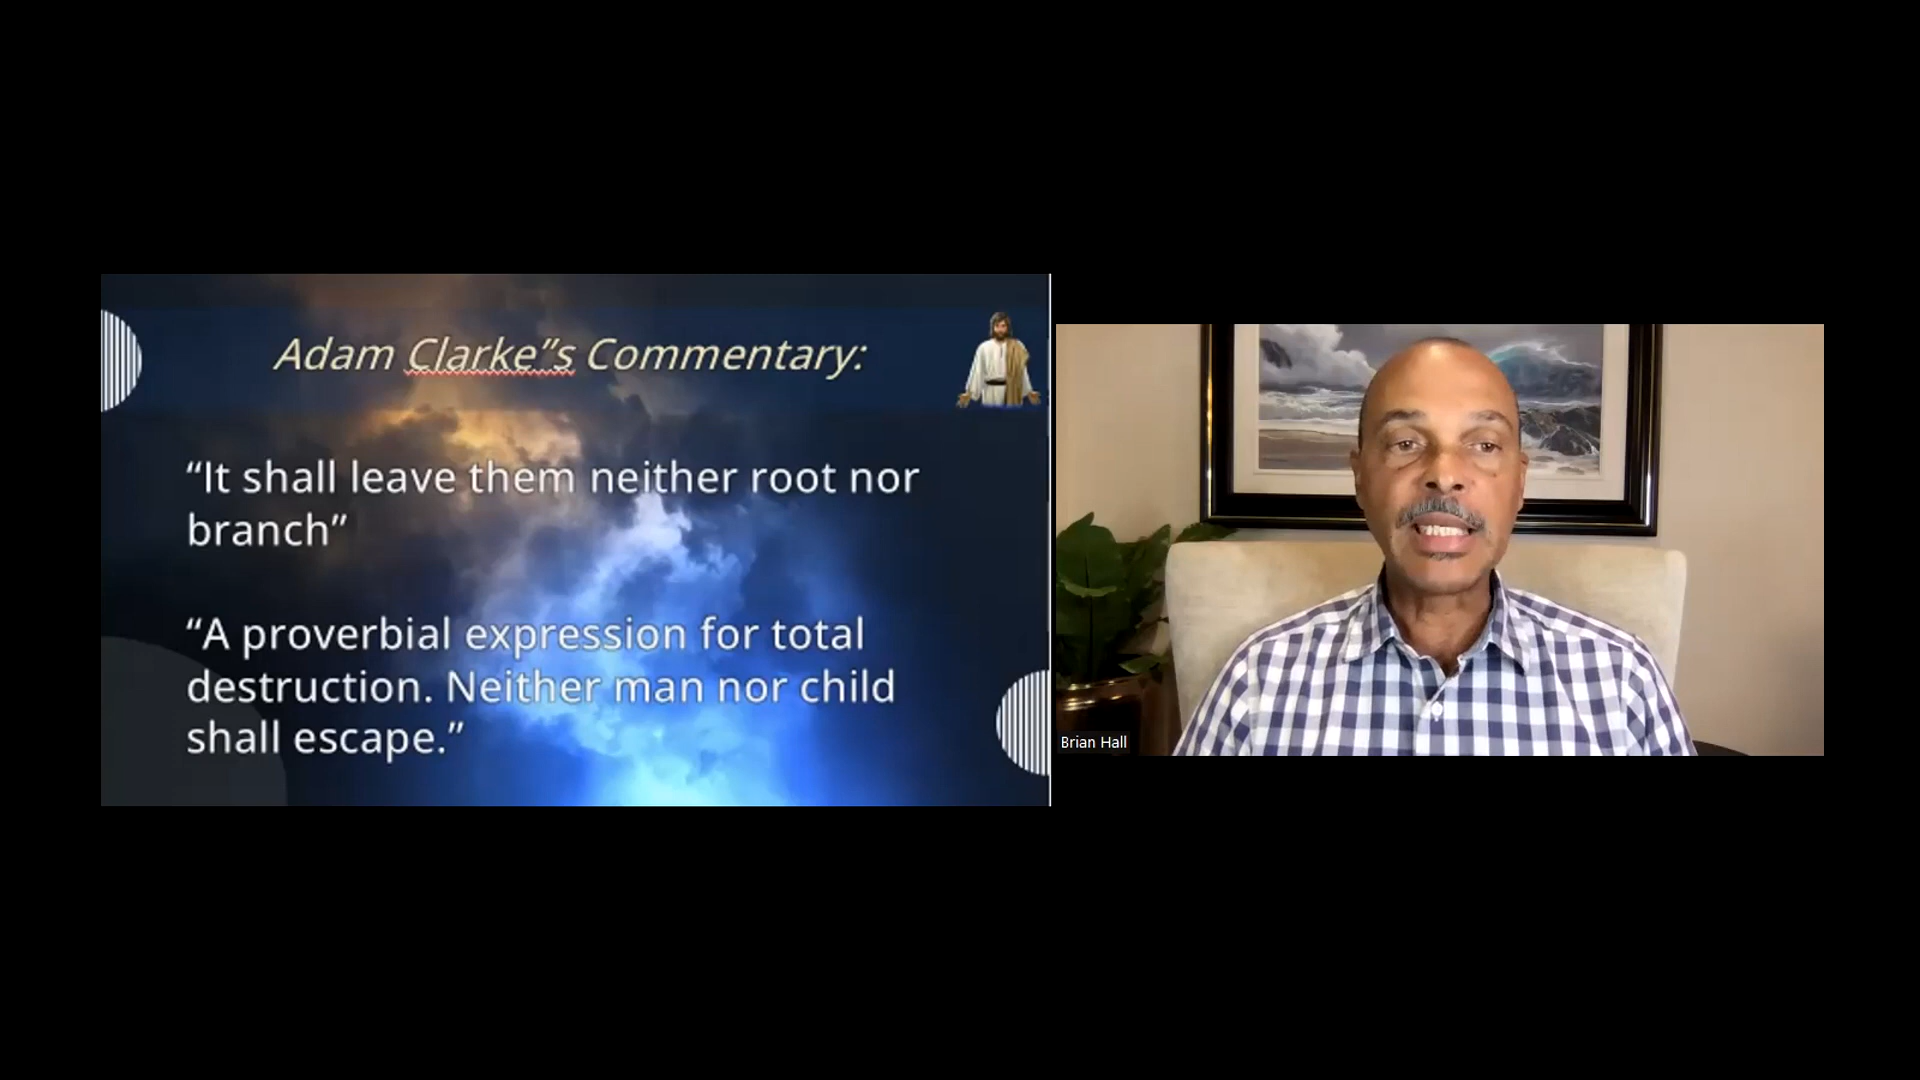 Adam Clarke”s Commentary:
“It shall leave them neither root nor
branch”
“A proverbial expression for total
destruction. Neither man nor child
shall escape.”
Brian Hall